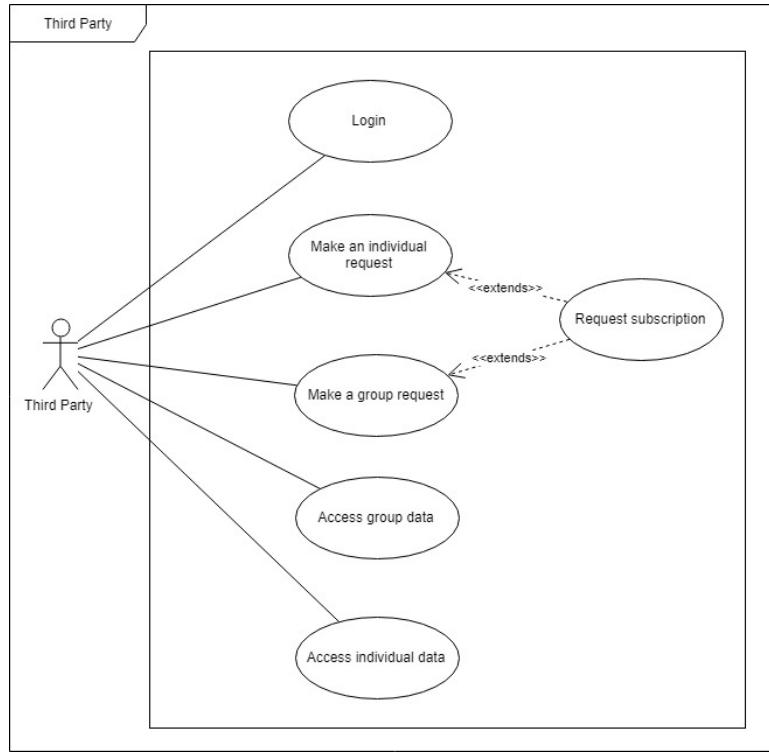 Third Party
Login
Make an individual
request
<<extends>>
Request subscription
<<extends>>
Make a group request
Third Party
Access group data
Access individual data